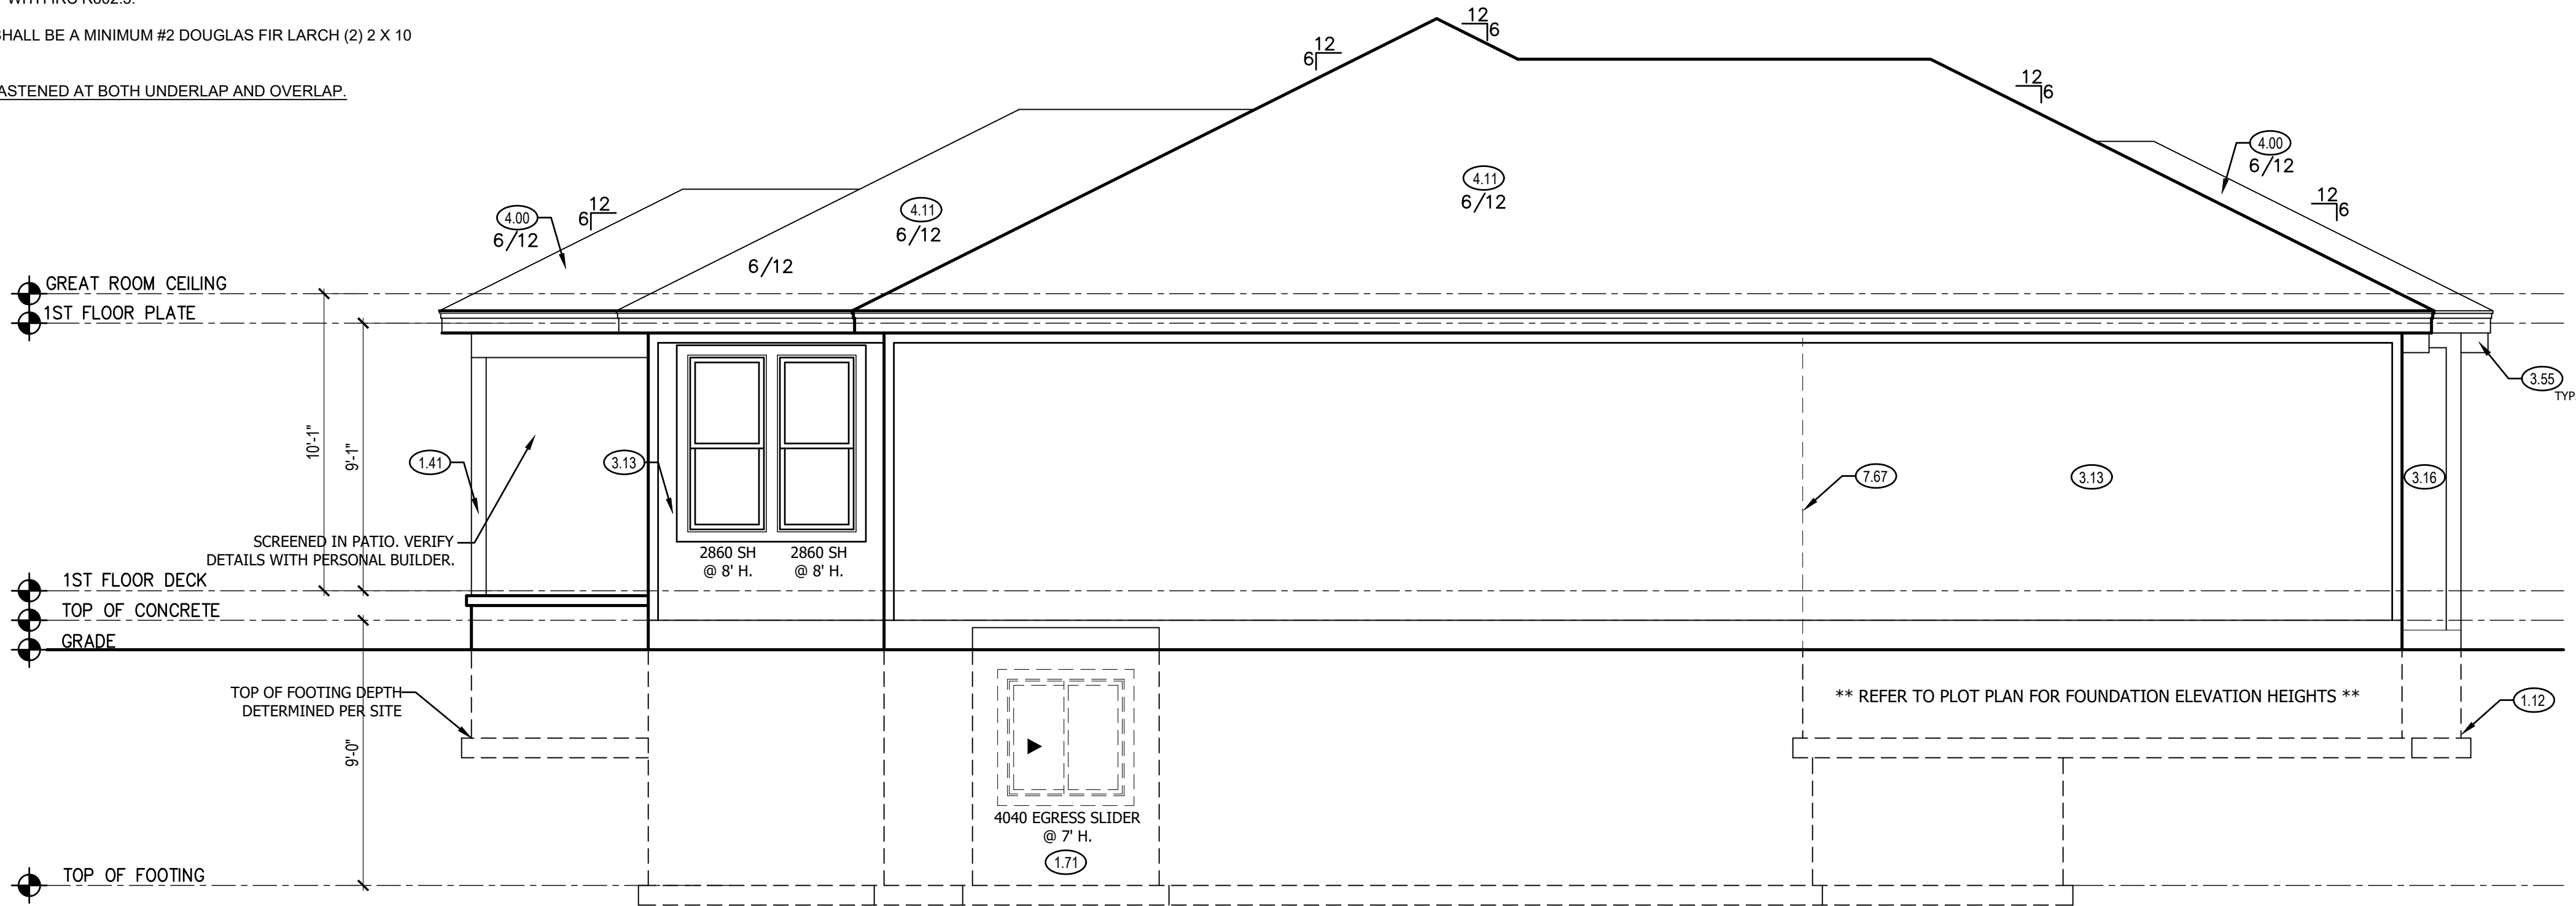 WITH IRC R602.3.
SHALL BE A MINIMUM #2 DOUGLAS FIR LARCH (2) 2 X 10
FASTENED AT BOTH UNDERLAP AND OVERLAP.
12
6
12
6
12
6
4.00
6/12
12
6
4.11
6/12
4.11
6/12
12
6
4.00
6/12
6/12
GREAT ROOM CEILING
1ST FLOOR PLATE
3.55
TYP
10'-1"
9'-1"
1.41
3.13
7.67
3.13
3.16
SCREENED IN PATIO. VERIFY
DETAILS WITH PERSONAL BUILDER.
2860 SH
@ 8' H.
2860 SH
@ 8' H.
1ST FLOOR DECK
TOP OF CONCRETE
GRADE
TOP OF FOOTING DEPTH
DETERMINED PER SITE
** REFER TO PLOT PLAN FOR FOUNDATION ELEVATION HEIGHTS **
1.12
9'-0"
4040 EGRESS SLIDER
@ 7' H.
1.71
TOP OF FOOTING